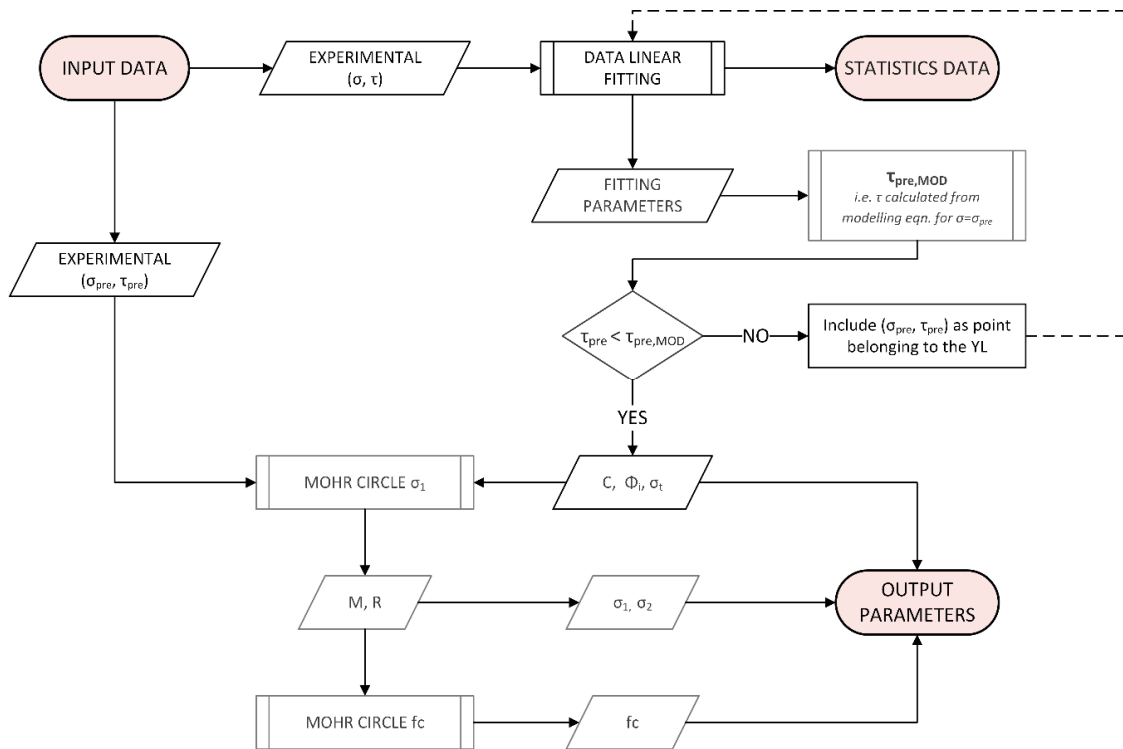 INPUT DATA
EXPERIMENTAL
(σ, τ)
DATA LINEAR
FITTING
STATISTICS DATA
FITTING
PARAMETERS
τpre,MOD
i.e. τ calculated from
modelling eqn. for σ=σpre
EXPERIMENTAL
(σpre, τpre)
τpre < τpre,MOD
NO
Include (σpre, τpre) as point
belonging to the YL
YES
MOHR CIRCLE σ1
C, Φi, σt
M, R
σ1, σ2
OUTPUT
PARAMETERS
MOHR CIRCLE fc
fc